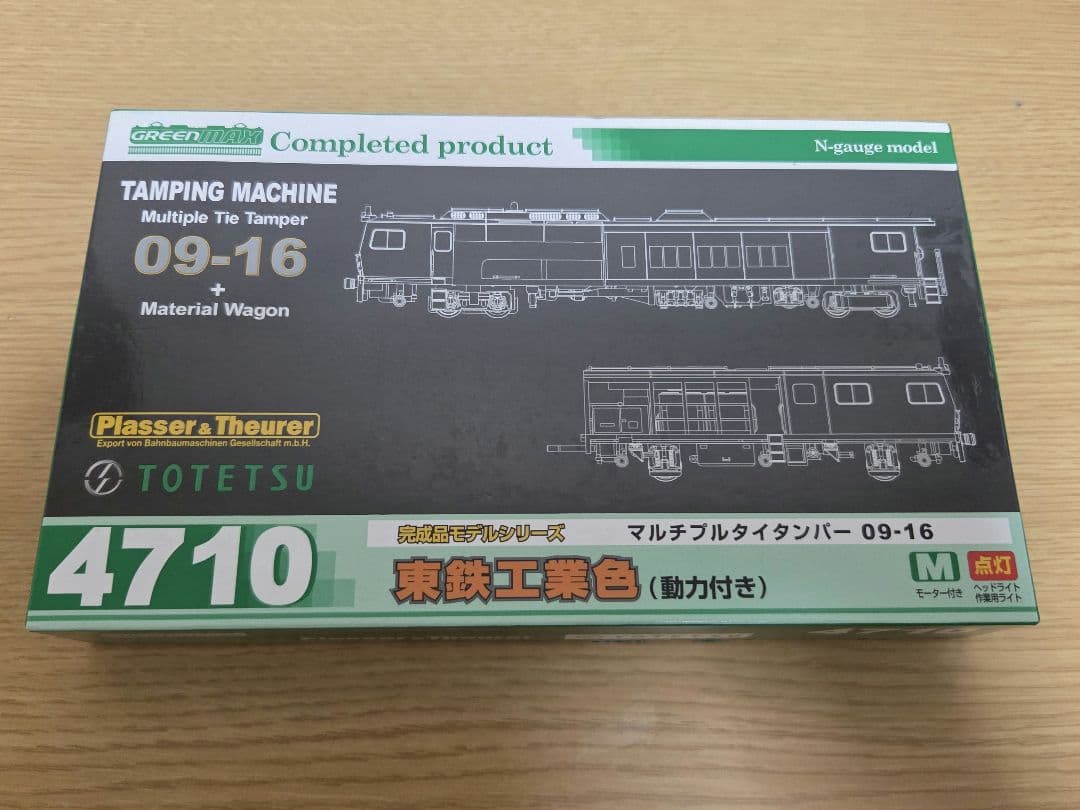 GREENMAX Completed product
N-gauge model
TAMPING MACHINE
Multiple Tie Tamper
09-16
+
Material Wagon
Plasser & Theurer
Export von Bahnbaumaschinen Gesellschaft m.b.H.
TOTETSU
4710
完成品モデルシリーズ
マルチプルタイタンパー 09-16
東鉄工業色(動力付き)
M
モーター付き
点灯
ヘッドライト
作業用ライト
4710